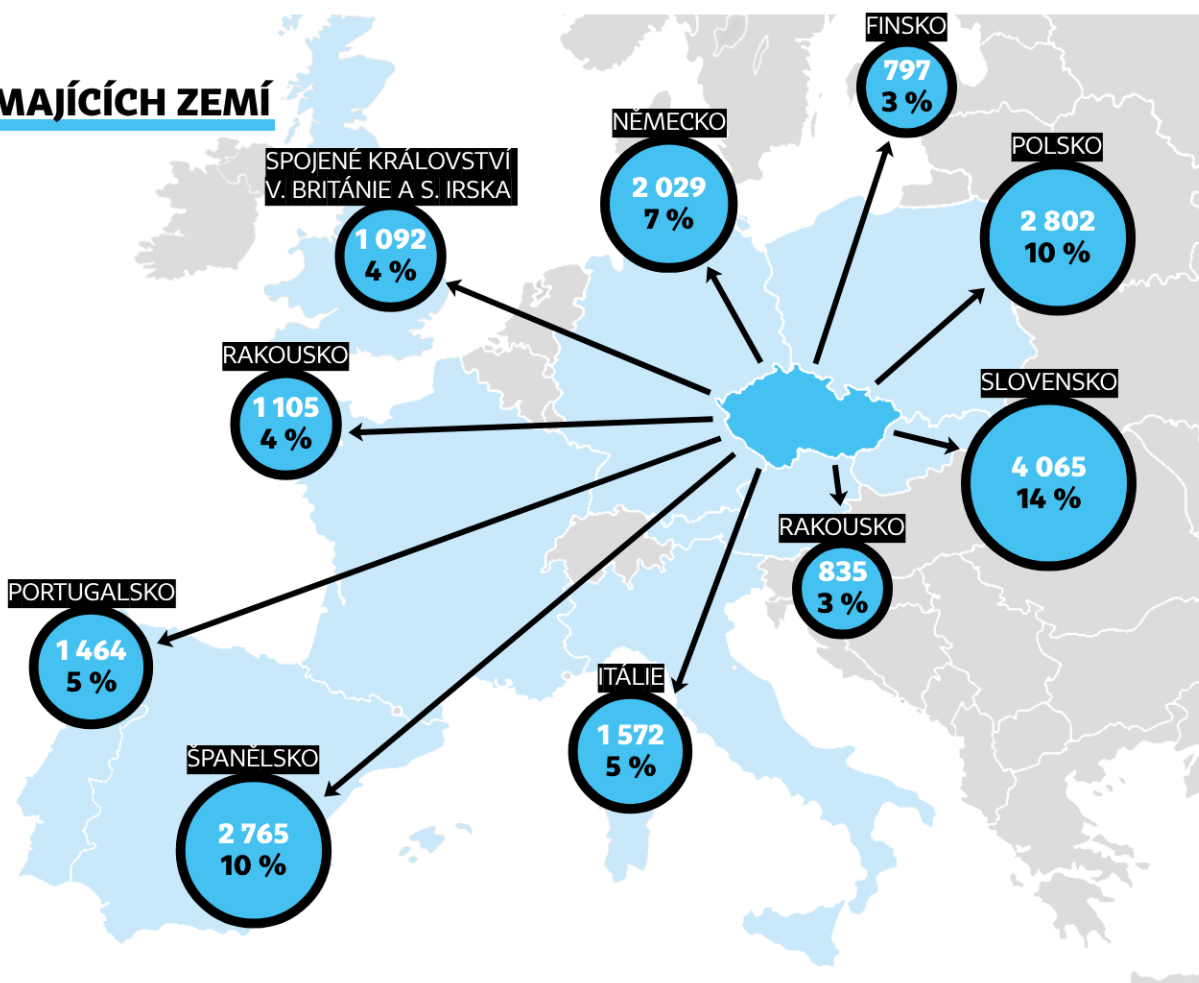 MAJÍCÍCH ZEMÍ
FINSKO
797
3 %
NĚMECKO
2 029
7 %
POLSKO
2 802
10 %
SPOJENÉ KRÁLOVSTVÍ
V. BRITÁNIE A S. IRSKA
1 092
4 %
RAKOUSKO
1 105
4 %
SLOVENSKO
4 065
14 %
RAKOUSKO
835
3 %
PORTUGALSKO
1 464
5 %
ITÁLIE
1 572
5 %
ŠPANĚLSKO
2 765
10 %